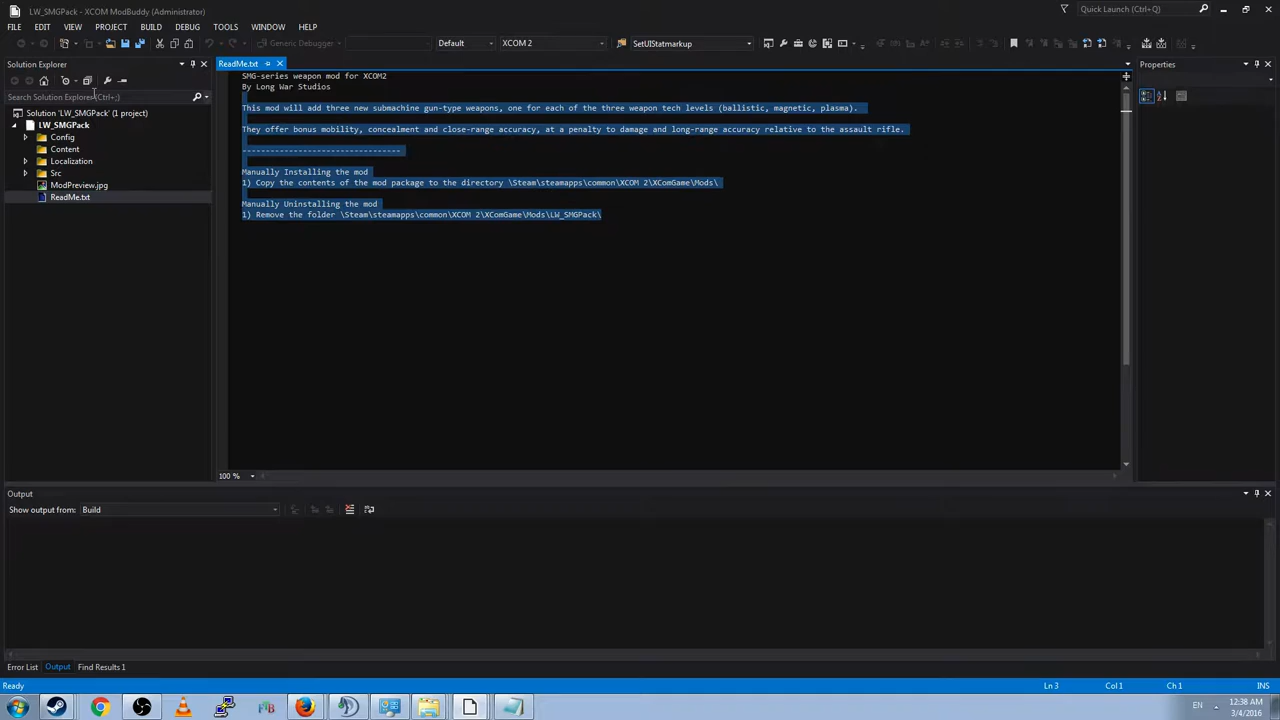 LW_SMGPack - XCOM ModBuddy (Administrator)
Quick Launch (Ctrl+Q)
FILE EDIT VIEW PROJECT BUILD DEBUG TOOLS WINDOW HELP
Generic Debugger Default XCOM 2 SetUIStatmarkup
Solution Explorer
Search Solution Explorer (Ctrl+;)
Solution 'LW_SMGPack' (1 project)
LW_SMGPack
Config
Content
Localization
Src
ModPreview.jpg
ReadMe.txt
ReadMe.txt
SMG-series weapon mod for XCOM2
By Long War Studios
This mod will add three new submachine gun-type weapons, one for each of the three weapon tech levels (ballistic, magnetic, plasma).
They offer bonus mobility, concealment and close-range accuracy, at a penalty to damage and long-range accuracy relative to the assault rifle.
----------------------------------
Manually Installing the mod
1) Copy the contents of the mod package to the directory \Steam\steamapps\common\XCOM 2\XComGame\Mods\
Manually Uninstalling the mod
1) Remove the folder \Steam\steamapps\common\XCOM 2\XComGame\Mods\LW_SMGPack\
100 %
Properties
Output
Show output from: Build
Error List Output Find Results 1
Ready Ln 3 Col 1 Ch 1 INS
EN 12:38 AM
3/4/2016